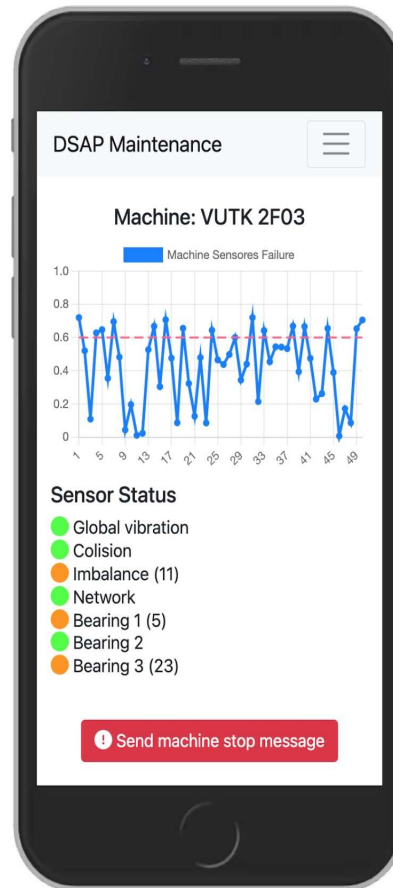 DSAP Maintenance
Machine: VUTK 2F03
Machine Sensores Failure
1.0
0.8
0.6
0.4
0.2
0
1 5 9 13 17 21 25 29 33 37 41 45 49
Sensor Status
Global vibration
Colision
Imbalance (11)
Network
Bearing 1 (5)
Bearing 2
Bearing 3 (23)
Send machine stop message